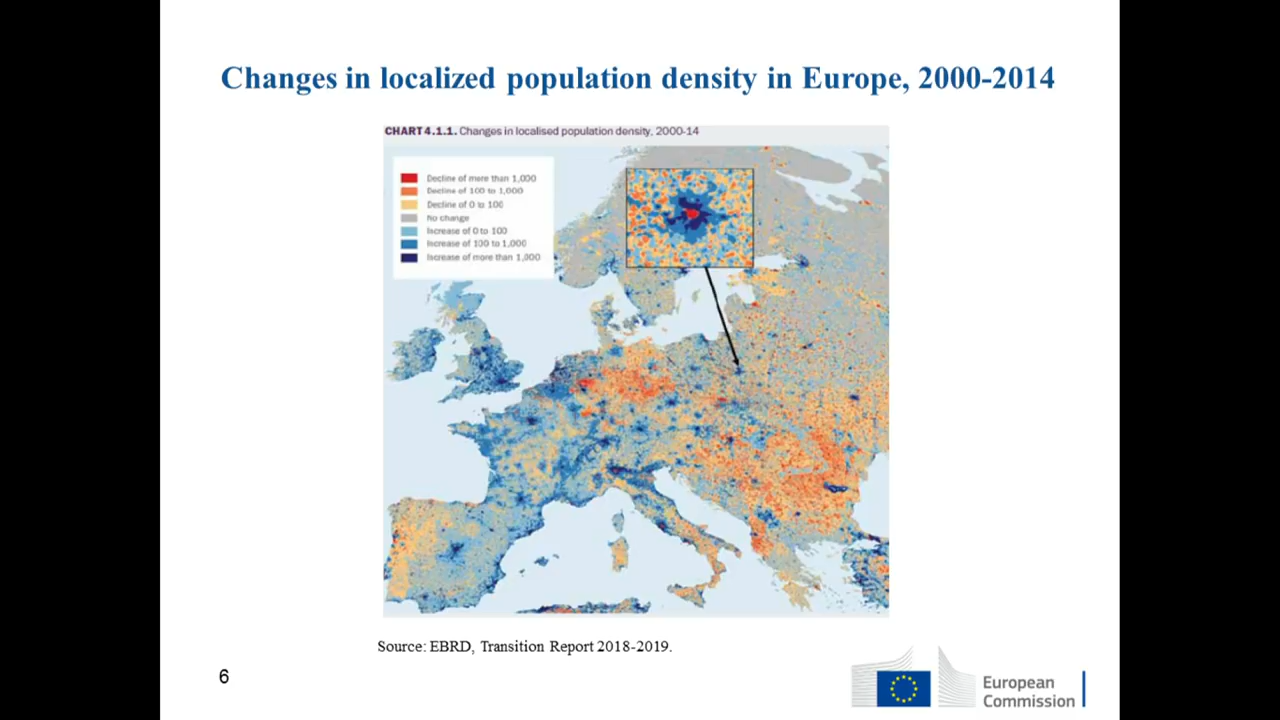 Changes in localized population density in Europe, 2000-2014
CHART 4.1.1. Changes in localised population density, 2000-14
Decline of more than 1,000
Decline of 100 to 1,000
Decline of 0 to 100
No change
Increase of 0 to 100
Increase of 100 to 1,000
Increase of more than 1,000
Source: EBRD, Transition Report 2018-2019.
6
European
Commission